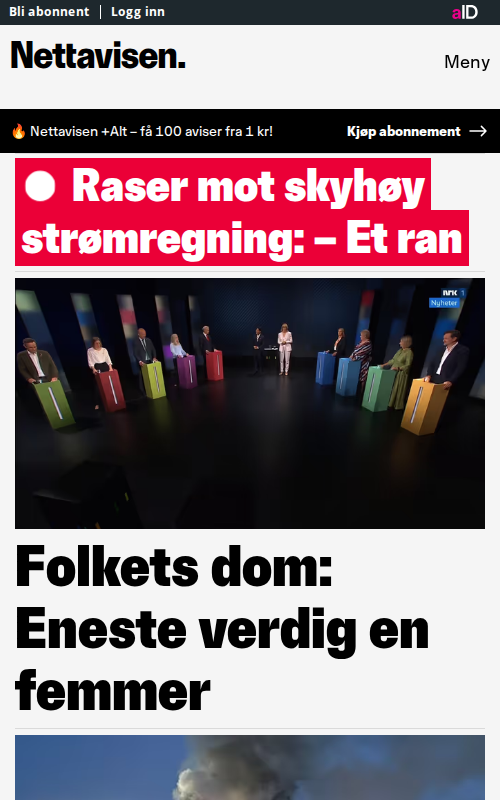 Bli abonnent
Logg inn
aID
Nettavisen.
Meny
Nettavisen +Alt – få 100 aviser fra 1 kr!
Kjøp abonnement
Raser mot skyhøy
strømregning: – Et ran
NRK 1
Nyheter
Folkets dom:
Eneste verdig en
femmer